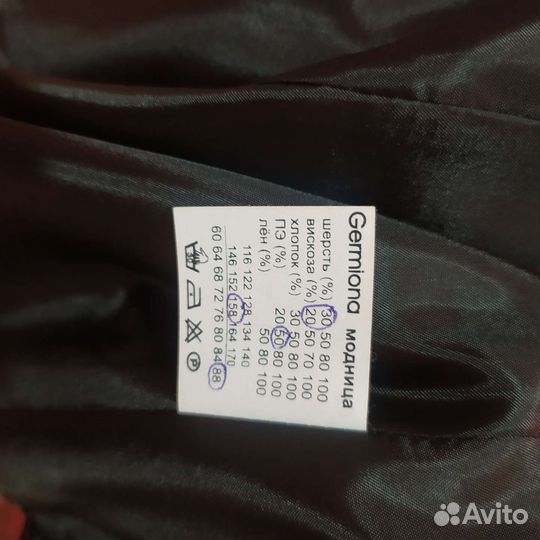 Germiona модница
шерсть (%) 30 50 80 100
вискоза (%) 20 50 70 100
хлопок (%) 30 50 80 100
ПЭ (%) 20 50 80 100
лён (%) 50 80 100
116 122 128 134 140
146 152 158 164 170
60 64 68 72 76 80 84 88
Avito